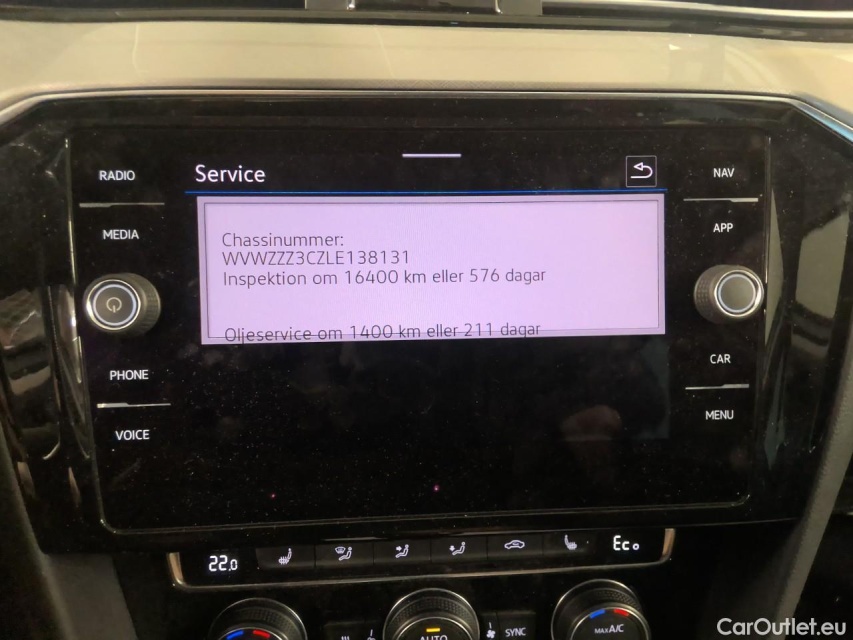 RADIO
Service
NAV
MEDIA
APP
Chassinummer:
WVWZZZ3CZLE138131
Inspektion om 16400 km eller 576 dagar
Oljeservice om 1400 km eller 211 dagar
PHONE
CAR
VOICE
MENU
22.0
Eco
AUTO
SYNC
MAX A/C
CarOutlet.eu